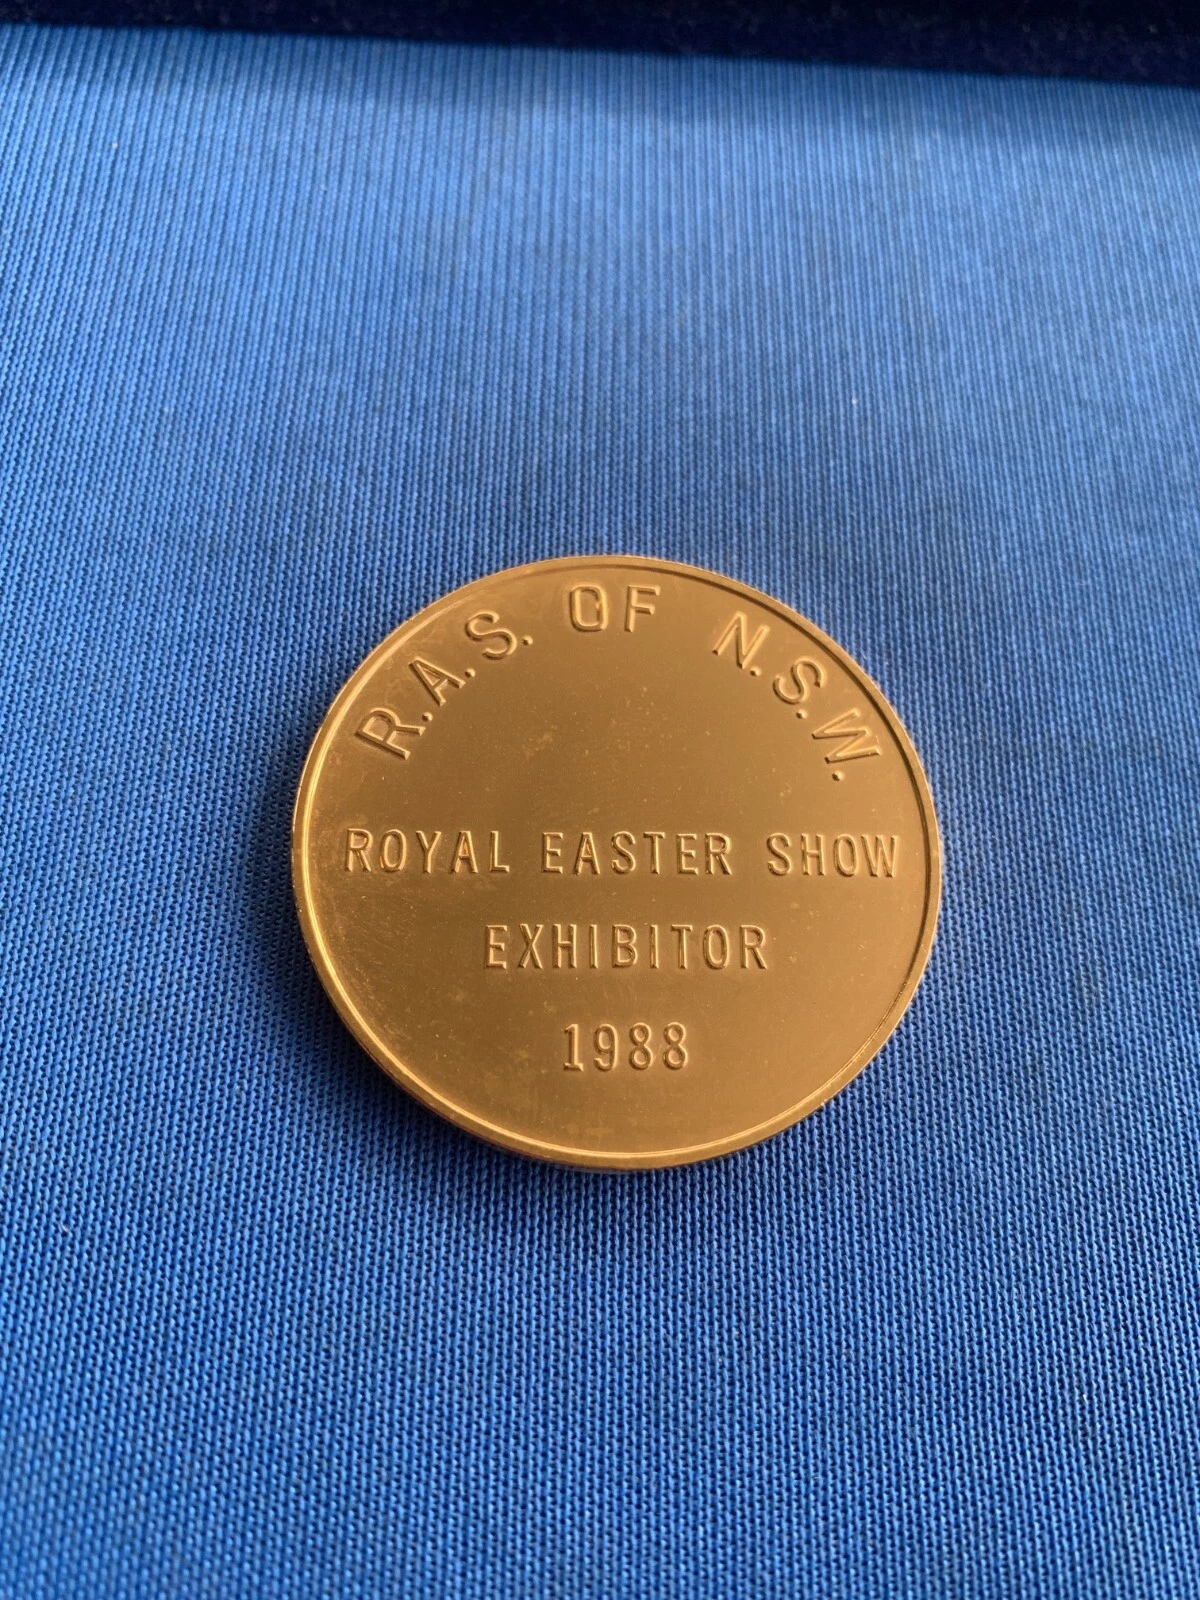 R.A.S. OF N.S.W.
ROYAL EASTER SHOW
EXHIBITOR
1988